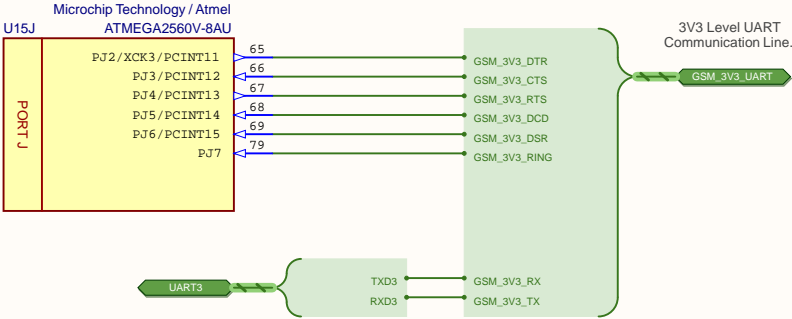 Microchip Technology / Atmel
U15J
ATMEGA2560V-8AU
3V3 Level UART
Communication Line.
PORT J
PJ2/XCK3/PCINT11
65
GSM_3V3_DTR
PJ3/PCINT12
66
GSM_3V3_CTS
GSM_3V3_UART
PJ4/PCINT13
67
GSM_3V3_RTS
PJ5/PCINT14
68
GSM_3V3_DCD
PJ6/PCINT15
69
GSM_3V3_DSR
PJ7
79
GSM_3V3_RING
UART3
TXD3
GSM_3V3_RX
RXD3
GSM_3V3_TX